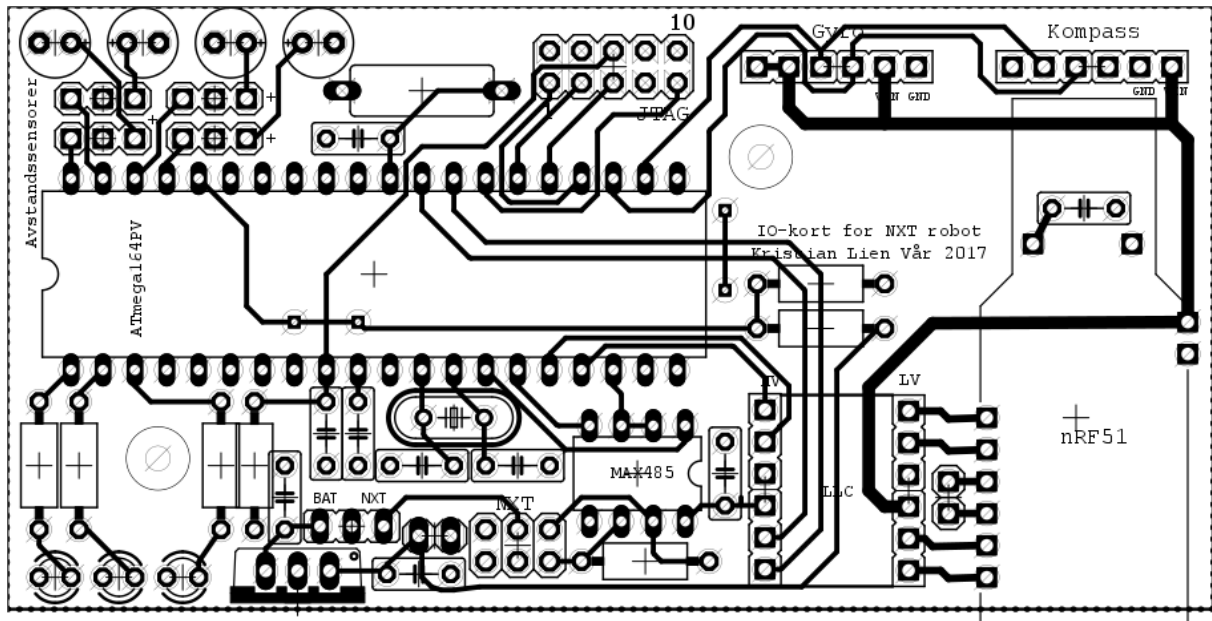 10
Gyro
Kompass
VIN GND
GND VIN
1
JTAG
Avstandssensorer
ATmega164PV
IO-kort for NXT robot
Kristian Lien Vår 2017
HV
LV
nRF51
MAX485
LLC
BAT
NXT
NXT